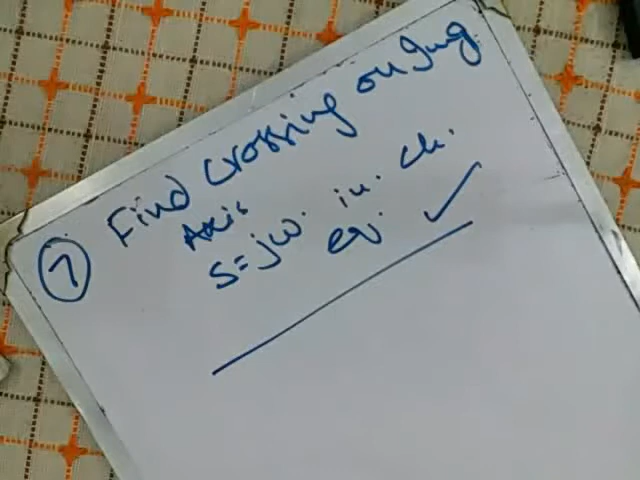 7 Find crossing on Img
Axis
s=jω. in. ch.
eq.